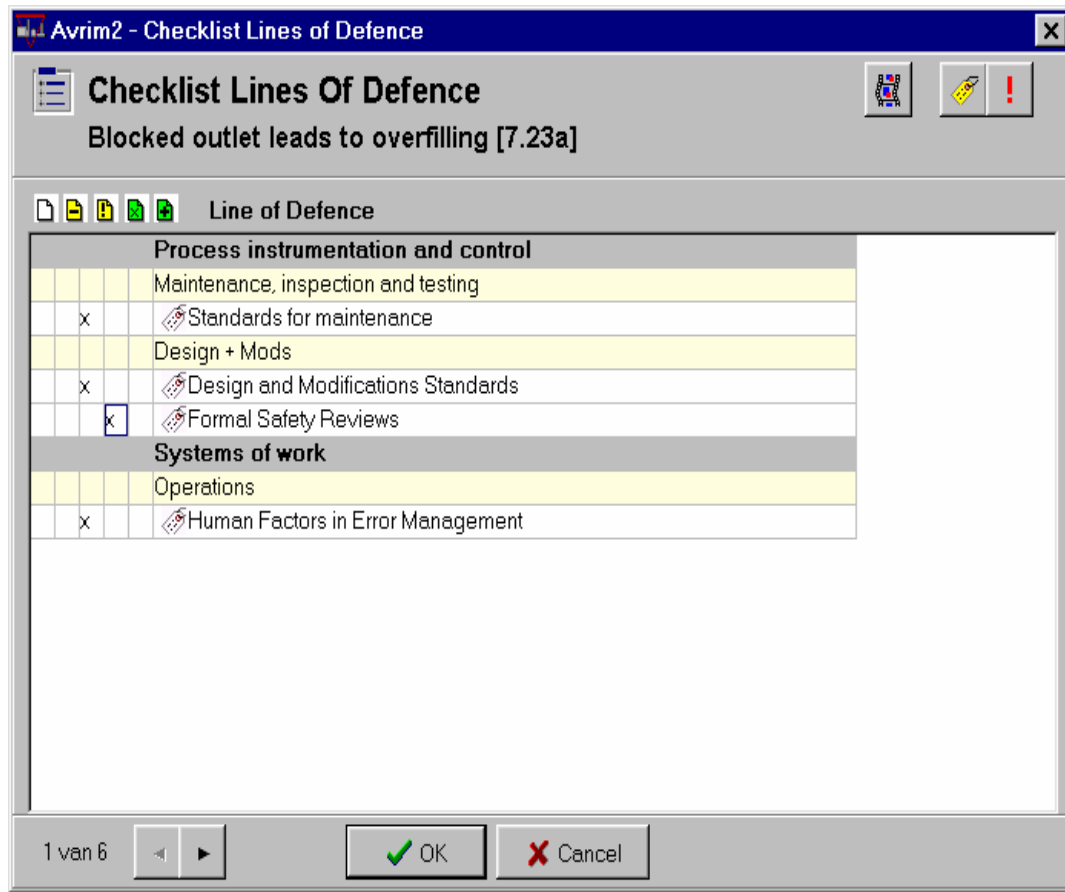 Avrim2 - Checklist Lines of Defence
Checklist Lines Of Defence
Blocked outlet leads to overfilling [7.23a]
Line of Defence
Process instrumentation and control
Maintenance, inspection and testing
x Standards for maintenance
Design + Mods
x Design and Modifications Standards
x Formal Safety Reviews
Systems of work
Operations
x Human Factors in Error Management
1 van 6 OK Cancel